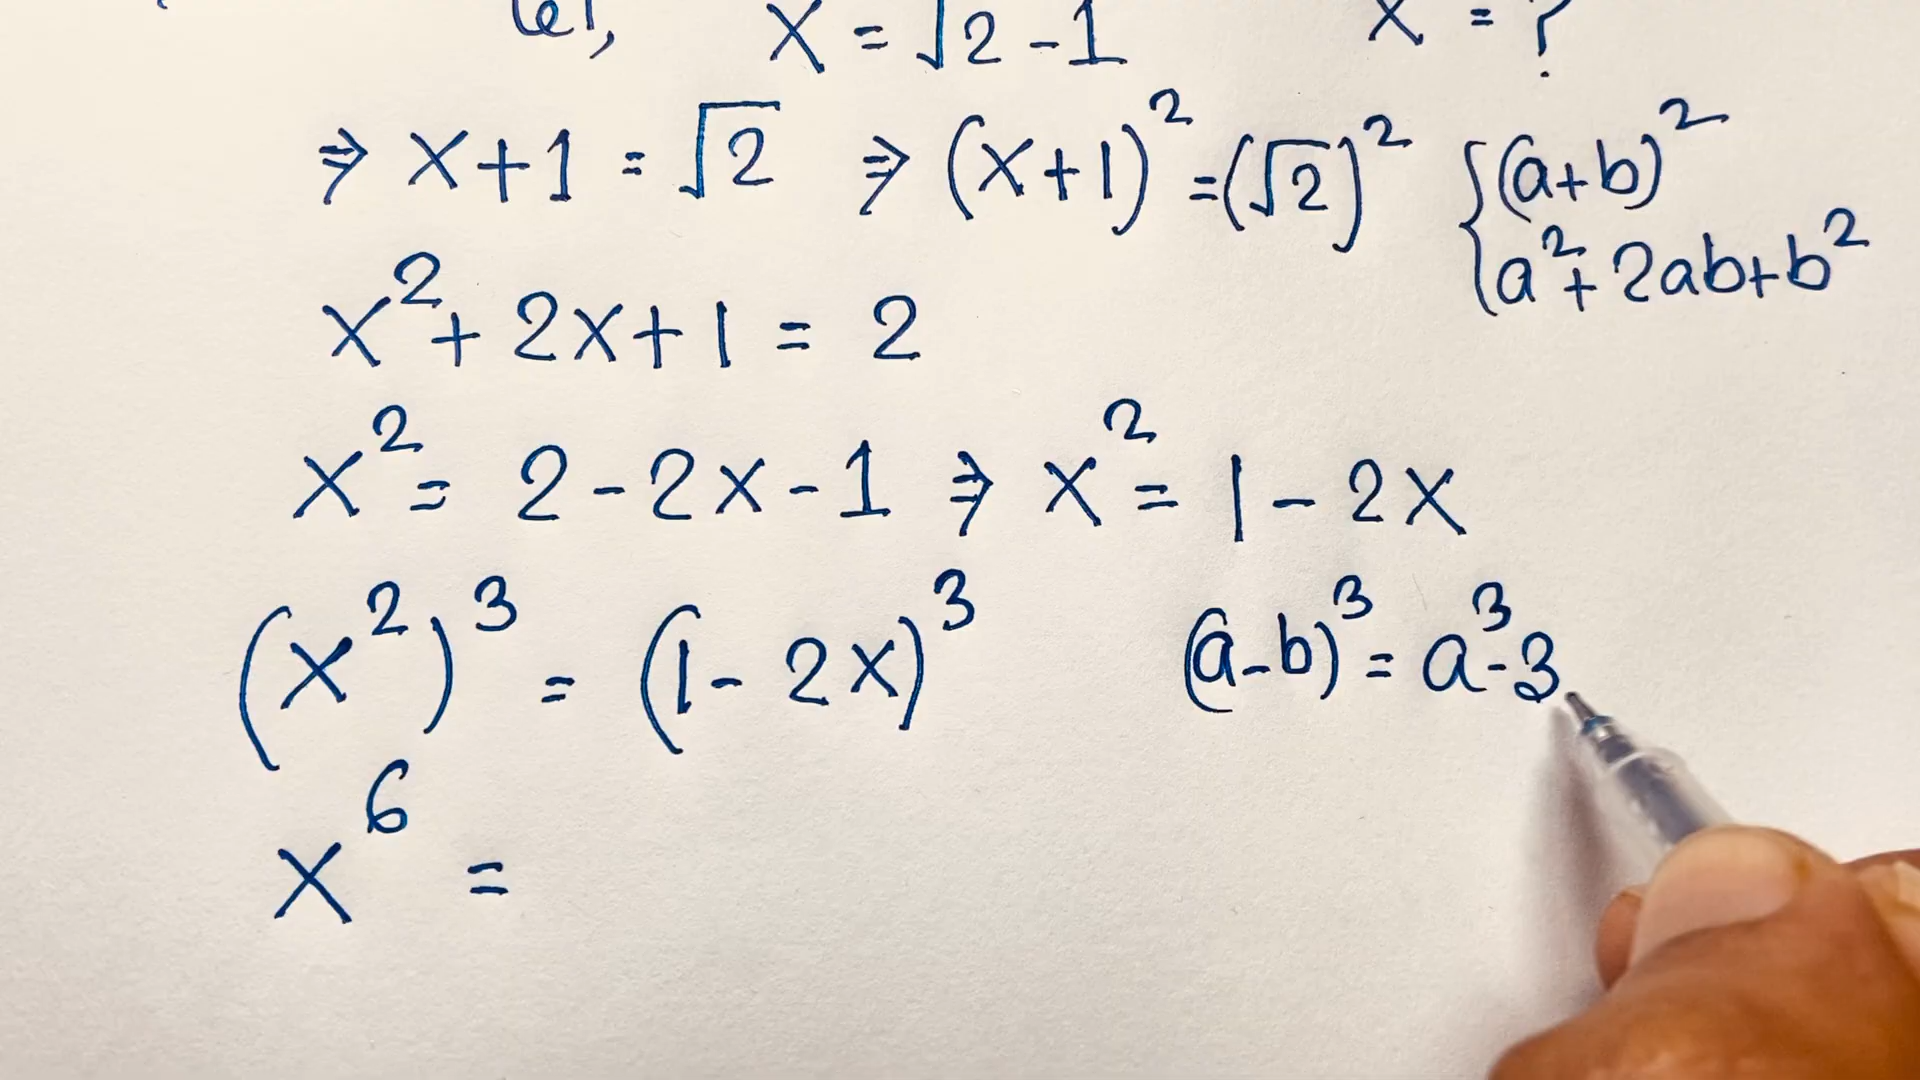 let, x = √2 - 1 x = ?
⇒ x+1 = √2 ⇒ (x+1)² = (√2)² {(a+b)²
a² + 2ab + b²
x² + 2x + 1 = 2
x² = 2 - 2x - 1 ⇒ x² = 1 - 2x
(x²)³ = (1 - 2x)³ (a-b)³ = a³ - 3
x⁶ =